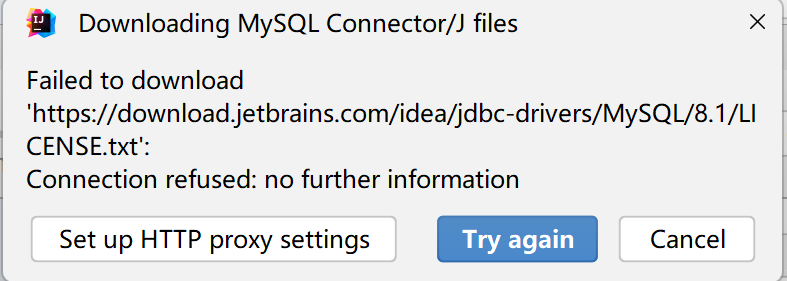 Downloading MySQL Connector/J files
Failed to download
'https://download.jetbrains.com/idea/jdbc-drivers/MySQL/8.1/LI
CENSE.txt':
Connection refused: no further information
Set up HTTP proxy settings
Try again
Cancel